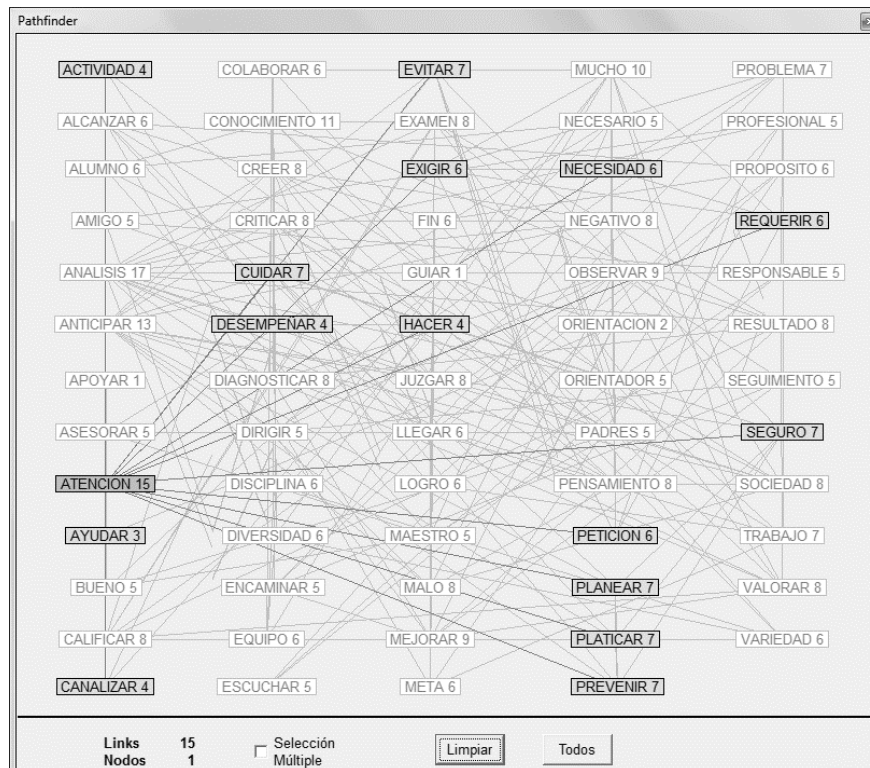 Pathfinder
ACTIVIDAD 4 COLABORAR 6 EVITAR 7 MUCHO 10 PROBLEMA 7
ALCANZAR 6 CONOCIMIENTO 11 EXAMEN 8 NECESARIO 5 PROFESIONAL 5
ALUMNO 6 CREER 8 EXIGIR 6 NECESIDAD 6 PROPOSITO 6
AMIGO 5 CRITICAR 8 FIN 6 NEGATIVO 8 REQUERIR 6
ANALISIS 17 CUIDAR 7 GUIAR 1 OBSERVAR 9 RESPONSABLE 5
ANTICIPAR 13 DESEMPEÑAR 4 HACER 4 ORIENTACION 2 RESULTADO 8
APOYAR 1 DIAGNOSTICAR 8 JUZGAR 8 ORIENTADOR 5 SEGUIMIENTO 5
ASESORAR 5 DIRIGIR 5 LLEGAR 6 PADRES 5 SEGURO 7
ATENCION 15 DISCIPLINA 6 LOGRO 6 PENSAMIENTO 8 SOCIEDAD 8
AYUDAR 3 DIVERSIDAD 6 MAESTRO 5 PETICION 6 TRABAJO 7
BUENO 5 ENCAMINAR 5 MALO 8 PLANEAR 7 VALORAR 8
CALIFICAR 8 EQUIPO 6 MEJORAR 9 PLATICAR 7 VARIEDAD 6
CANALIZAR 4 ESCUCHAR 5 META 6 PREVENIR 7
Links 15 Selección Limpiar Todos
Nodos 1 Múltiple